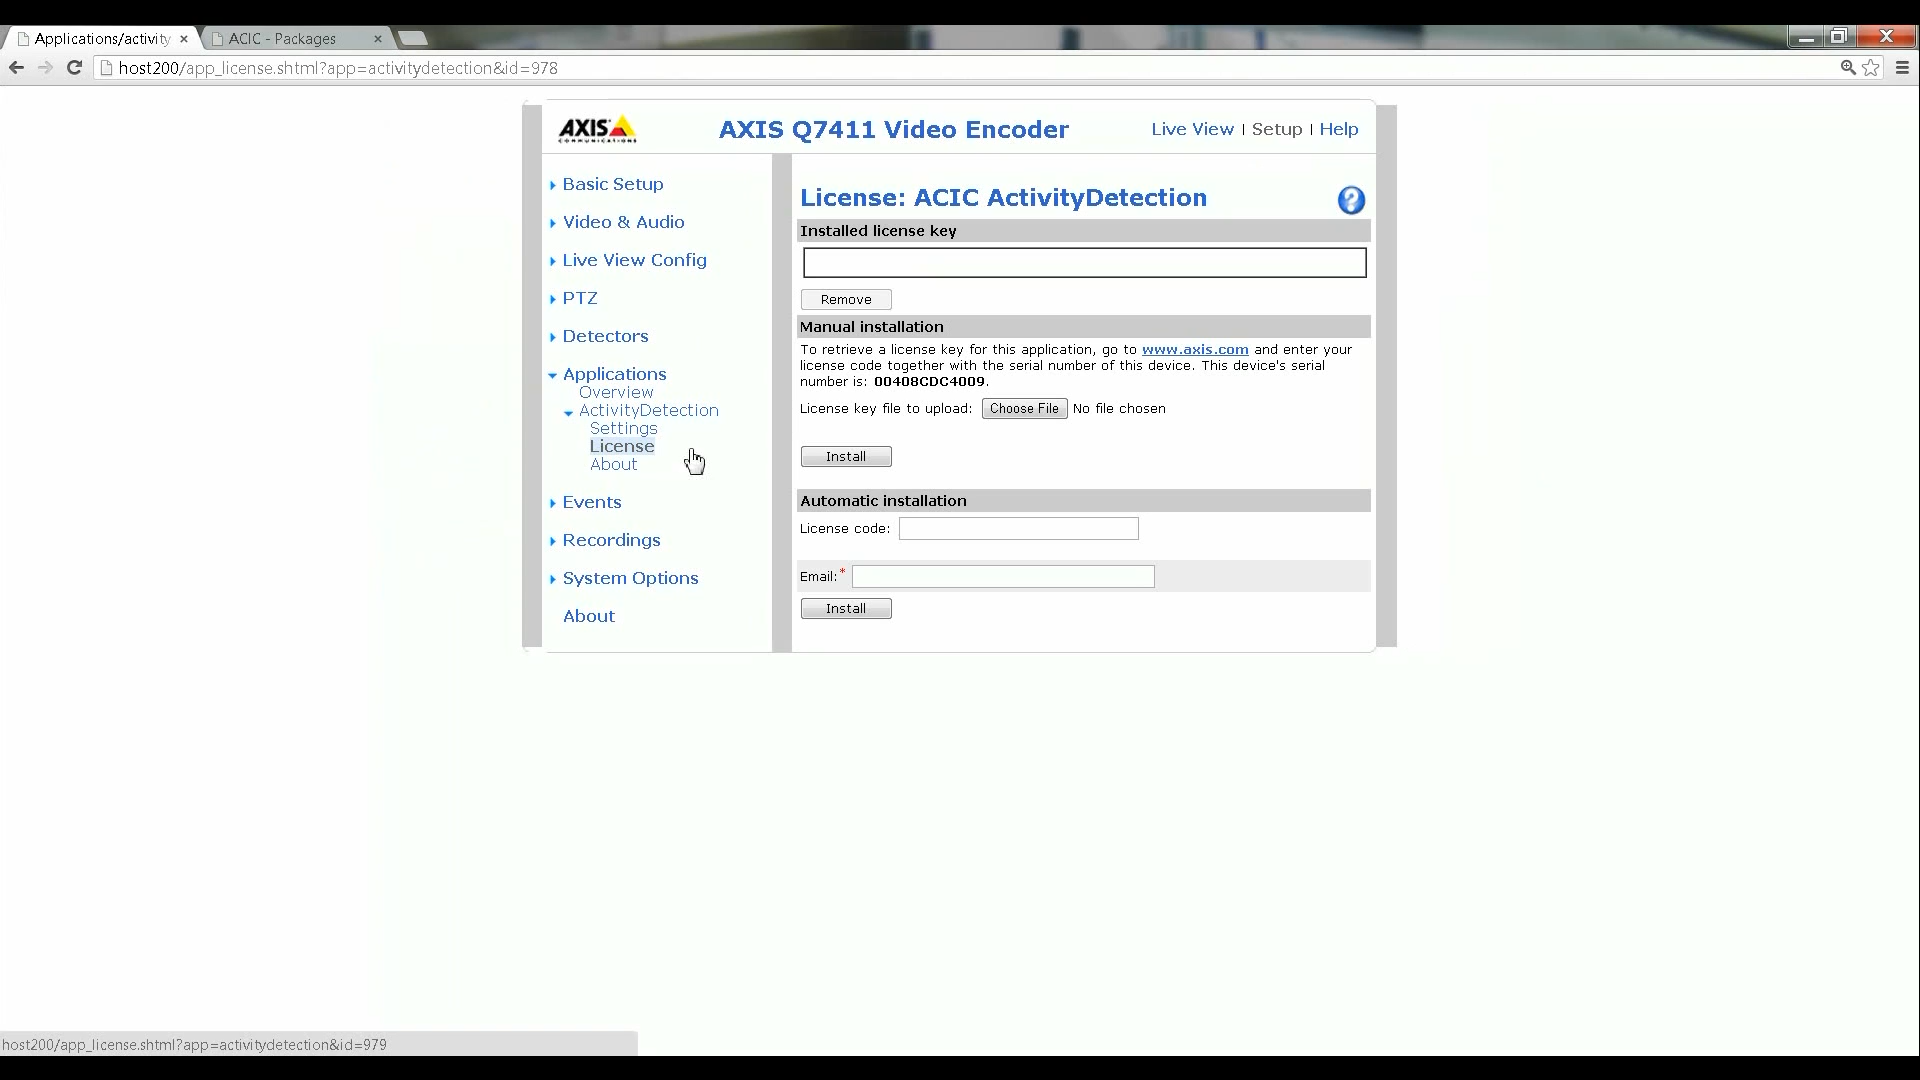 Applications/activity
ACIC - Packages
host200/app_license.shtml?app=activitydetection&id=978
AXIS
COMMUNICATIONS
AXIS Q7411 Video Encoder
Live View | Setup | Help
Basic Setup
Video & Audio
Live View Config
PTZ
Detectors
Applications
Overview
ActivityDetection
Settings
License
About
Events
Recordings
System Options
About
License: ACIC ActivityDetection
?
Installed license key
Remove
Manual installation
To retrieve a license key for this application, go to www.axis.com and enter your
license code together with the serial number of this device. This device's serial
number is: 00408CDC4009.
License key file to upload: Choose File No file chosen
Install
Automatic installation
License code:
Email:*
Install
host200/app_license.shtml?app=activitydetection&id=979